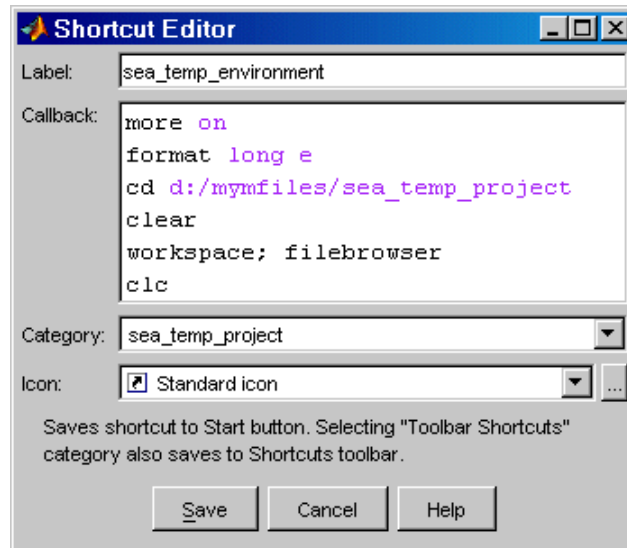 Shortcut Editor
Label: sea_temp_environment
Callback: more on
format long e
cd d:/mymfiles/sea_temp_project
clear
workspace; filebrowser
clc
Category: sea_temp_project
Icon: Standard icon ...
Saves shortcut to Start button. Selecting "Toolbar Shortcuts"
category also saves to Shortcuts toolbar.
Save Cancel Help